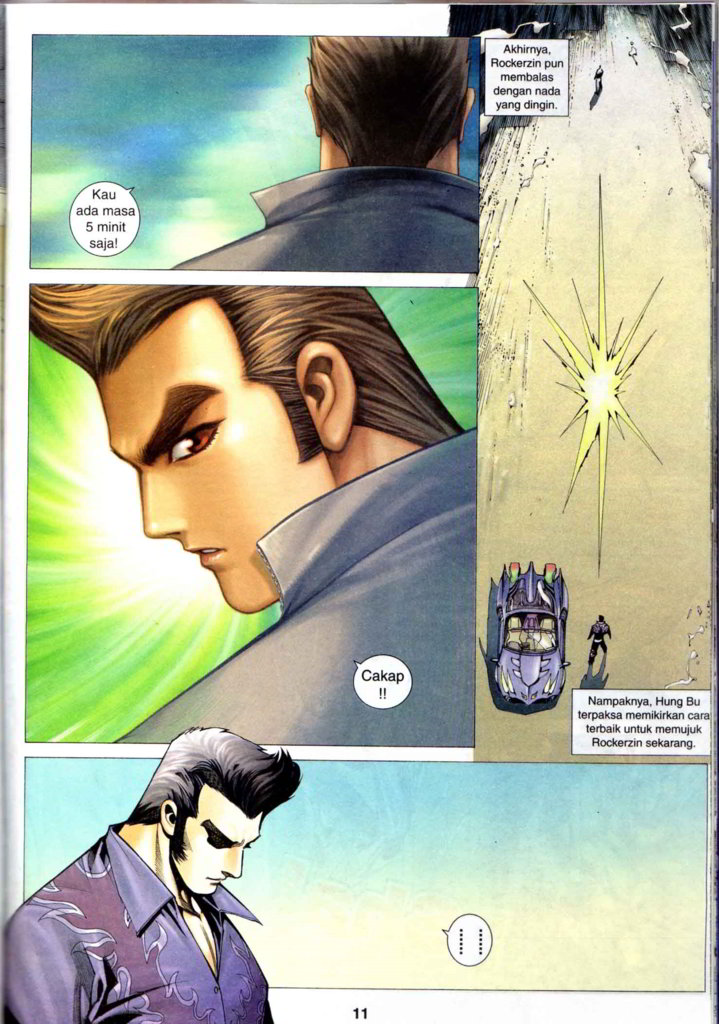 Akhirnya,
Rockerzin pun
membalas
dengan nada
yang dingin.
Kau
ada masa
5 minit
saja!
Cakap
!!
Nampaknya, Hung Bu
terpaksa memikirkan cara
terbaik untuk memujuk
Rockerzin sekarang.
11